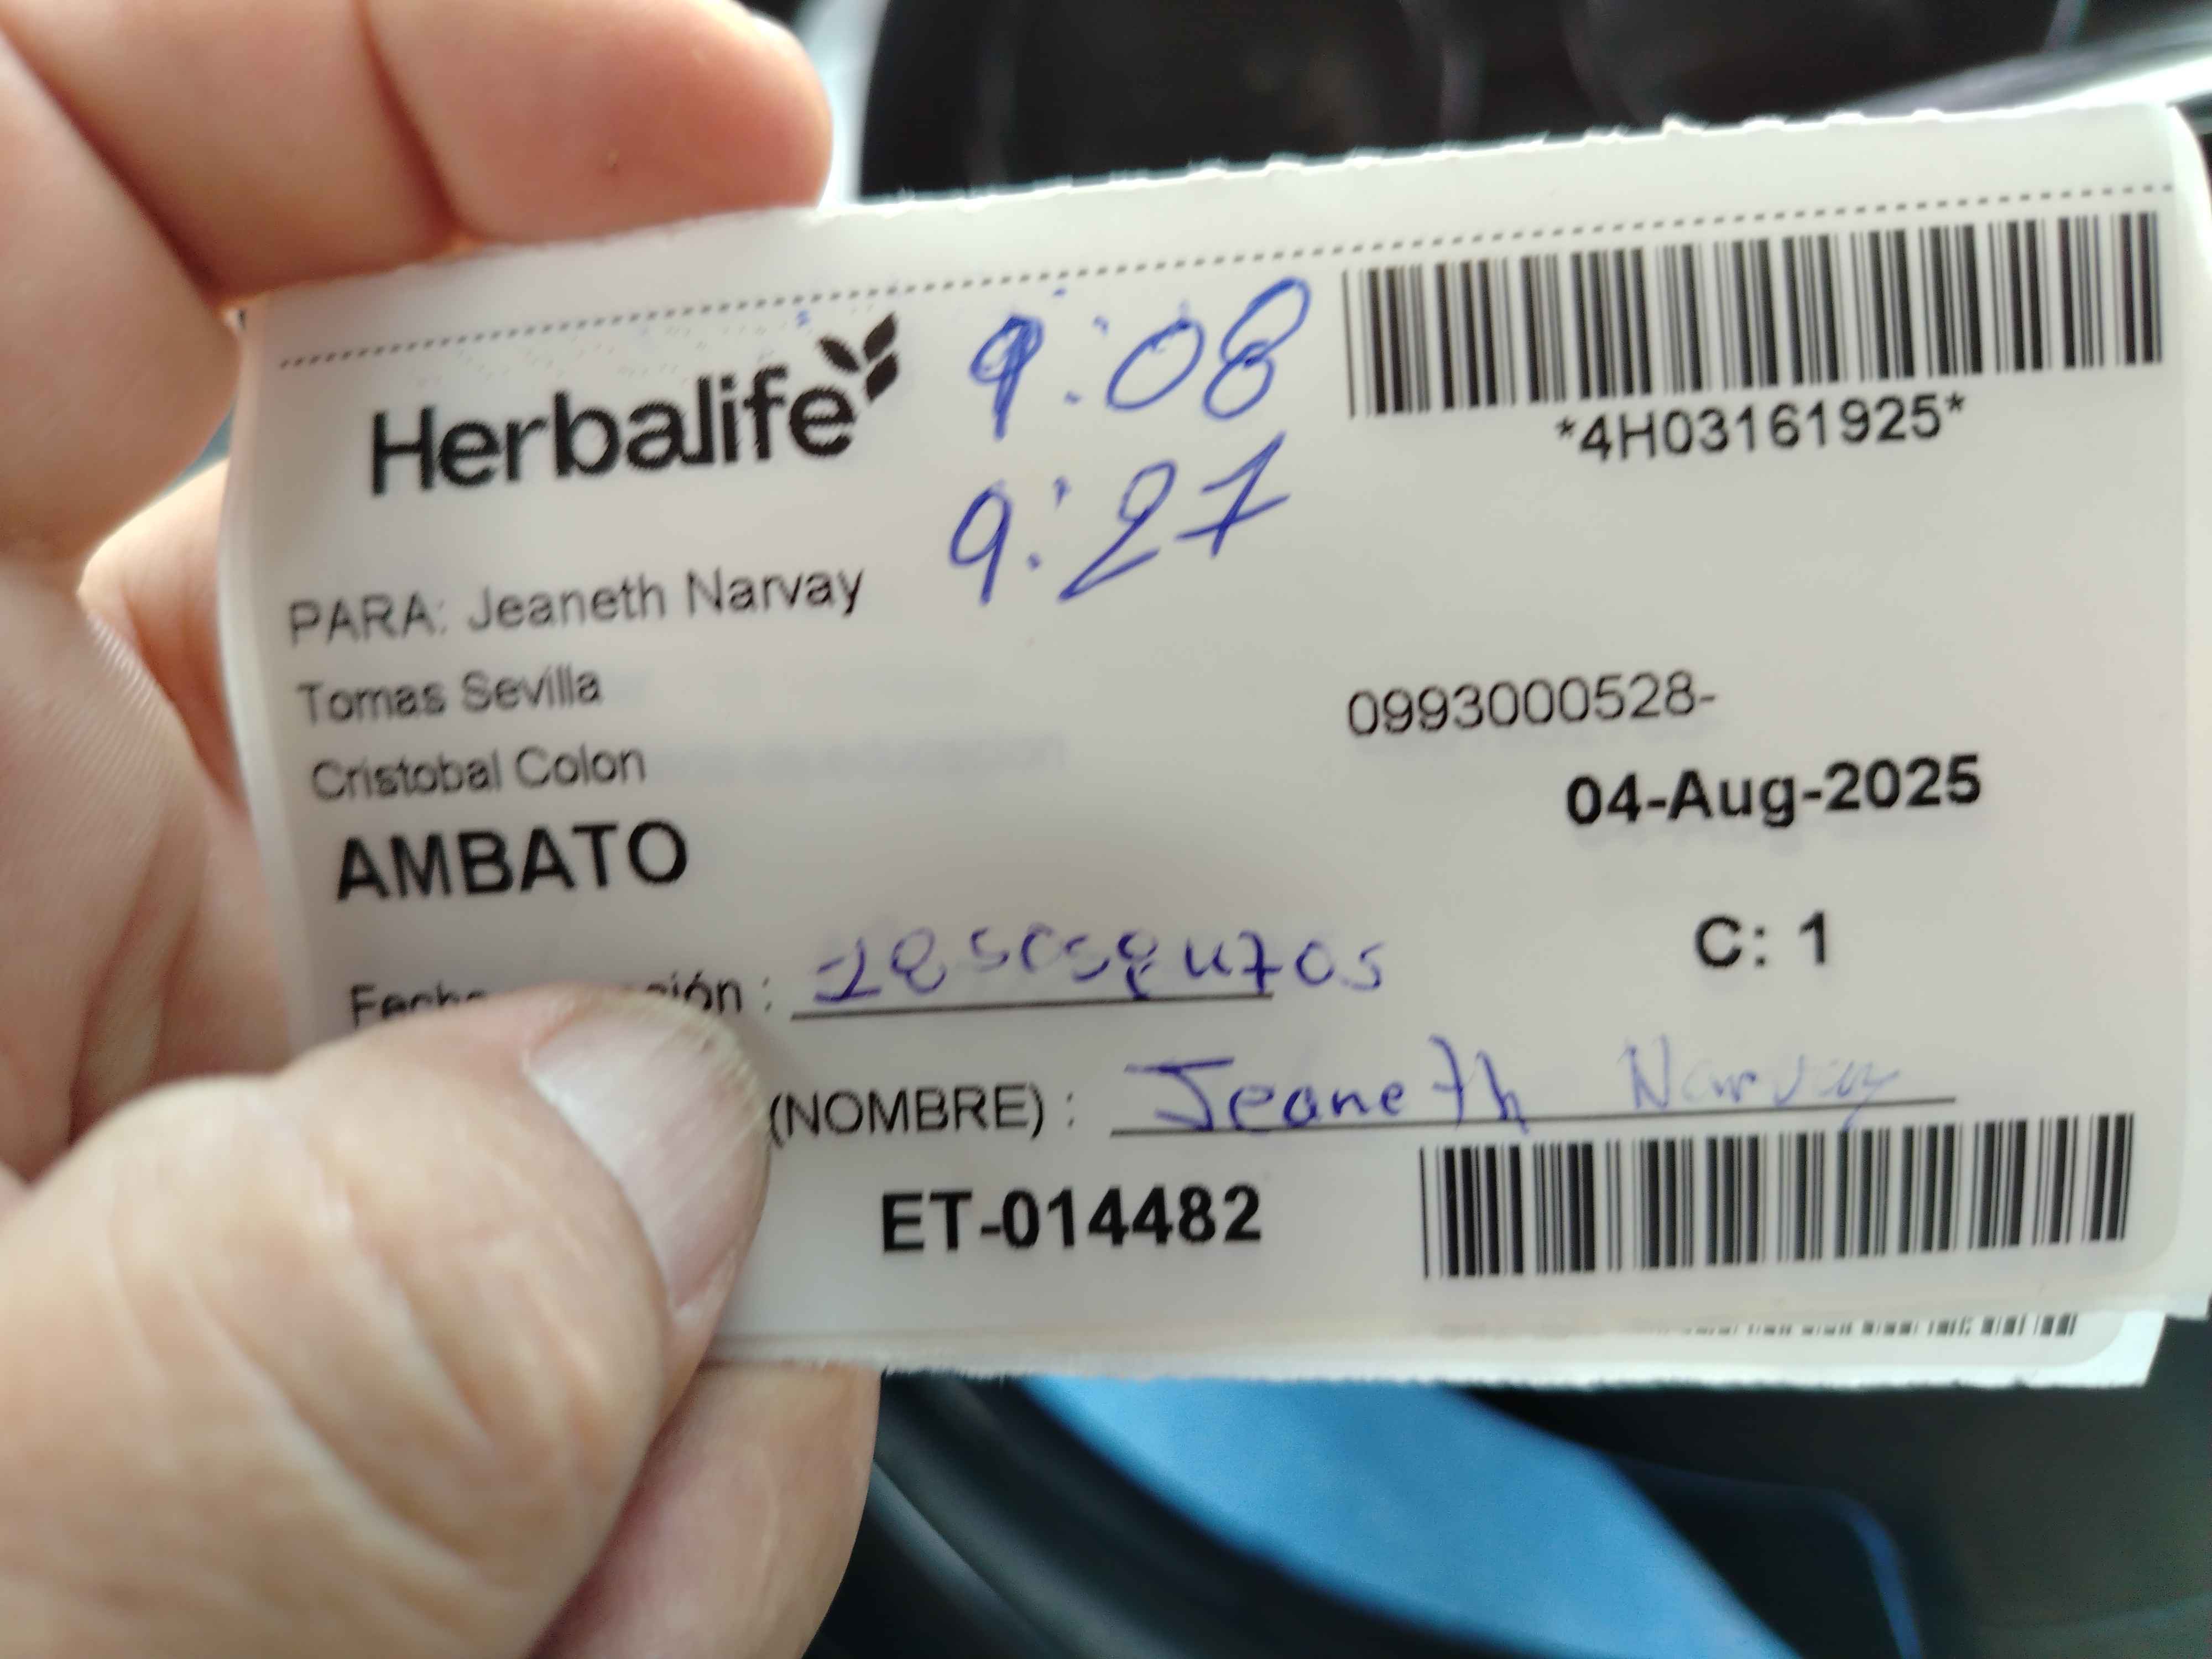 Herbalife
9:08
*4H03161925*
9:27
PARA: Jeaneth Narvay
Tomas Sevilla
0993000528-
Cristobal Colon
04-Aug-2025
AMBATO
C: 1
(NOMBRE) : Jeaneth Narvay
ET-014482